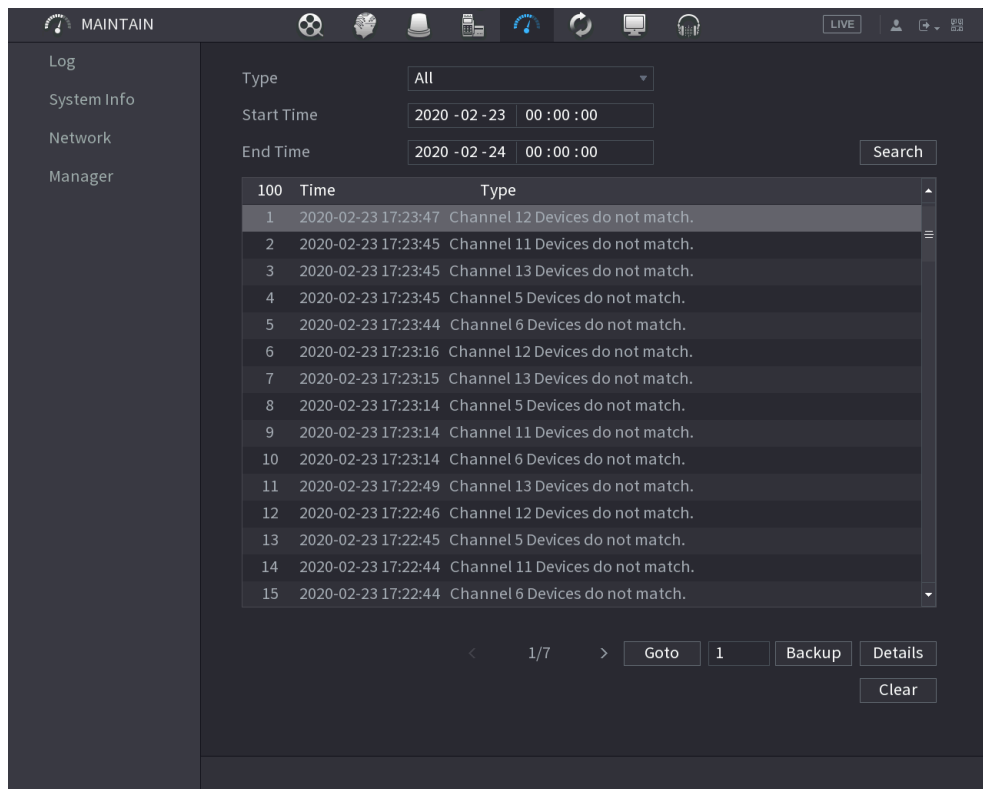 MAINTAIN LIVE
Log
System Info
Network
Manager
Type All
Start Time 2020 -02 -23 00 :00 :00
End Time 2020 -02 -24 00 :00 :00 Search
100 Time Type
1 2020-02-23 17:23:47 Channel 12 Devices do not match.
2 2020-02-23 17:23:45 Channel 11 Devices do not match.
3 2020-02-23 17:23:45 Channel 13 Devices do not match.
4 2020-02-23 17:23:45 Channel 5 Devices do not match.
5 2020-02-23 17:23:44 Channel 6 Devices do not match.
6 2020-02-23 17:23:16 Channel 12 Devices do not match.
7 2020-02-23 17:23:15 Channel 13 Devices do not match.
8 2020-02-23 17:23:14 Channel 5 Devices do not match.
9 2020-02-23 17:23:14 Channel 11 Devices do not match.
10 2020-02-23 17:23:14 Channel 6 Devices do not match.
11 2020-02-23 17:22:49 Channel 13 Devices do not match.
12 2020-02-23 17:22:46 Channel 12 Devices do not match.
13 2020-02-23 17:22:45 Channel 5 Devices do not match.
14 2020-02-23 17:22:44 Channel 11 Devices do not match.
15 2020-02-23 17:22:44 Channel 6 Devices do not match.
< 1/7 > Goto 1 Backup Details
Clear